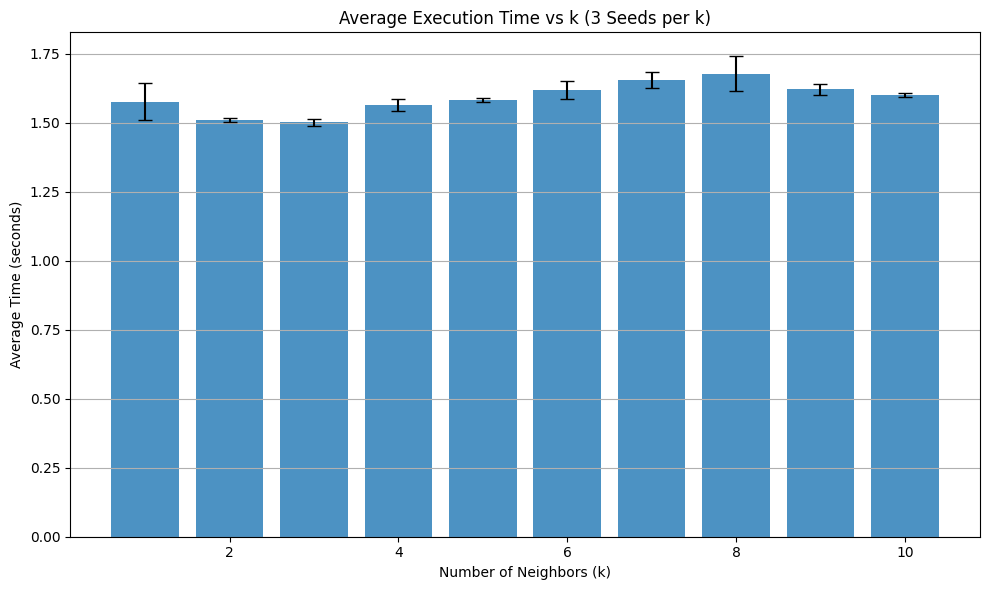 Average Execution Time vs k (3 Seeds per k)
Average Time (seconds)
1.75
1.50
1.25
1.00
0.75
0.50
0.25
0.00
2 4 6 8 10
Number of Neighbors (k)